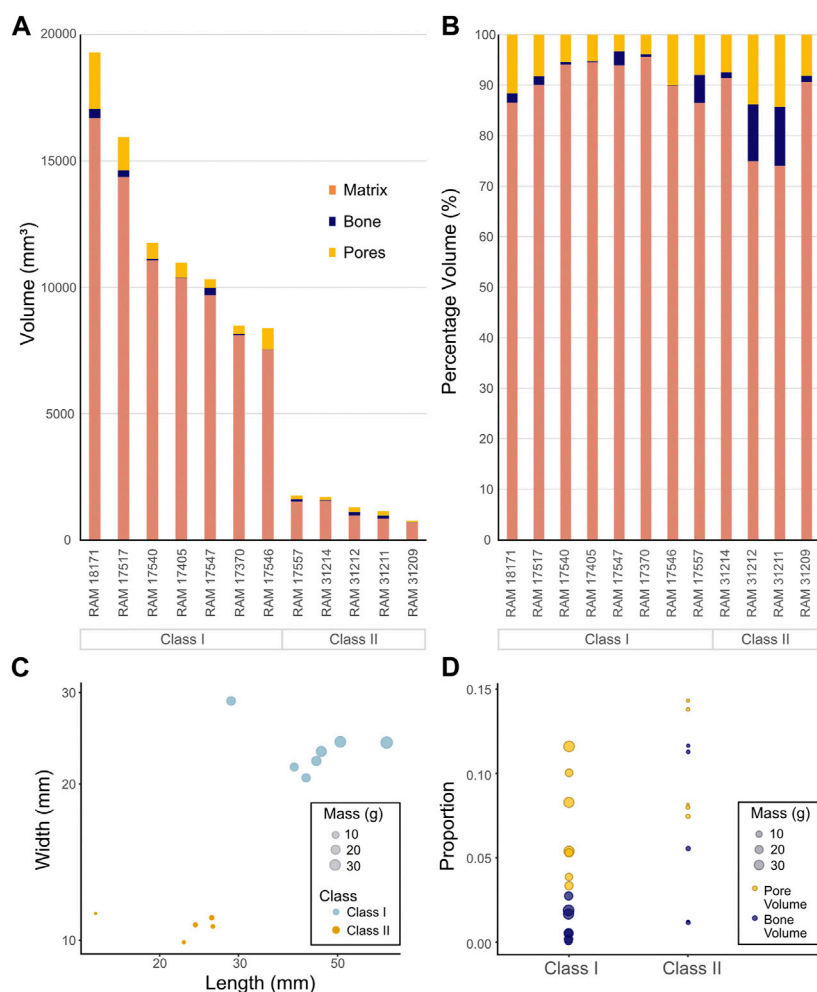 A
20000
15000
10000
5000
0
Volume (mm³)
Matrix
Bone
Pores
RAM 18171
RAM 17517
RAM 17540
RAM 17405
RAM 17547
RAM 17370
RAM 17546
RAM 17557
RAM 31214
RAM 31212
RAM 31211
RAM 31209
Class I
Class II
B
100
90
80
70
60
50
40
30
20
10
0
Percentage Volume (%)
RAM 18171
RAM 17517
RAM 17540
RAM 17405
RAM 17547
RAM 17370
RAM 17546
RAM 17557
RAM 31214
RAM 31212
RAM 31211
RAM 31209
Class I
Class II
C
30
20
10
Width (mm)
Mass (g)
10
20
30
Class
Class I
Class II
20
30
50
Length (mm)
D
0.15
0.10
0.05
0.00
Proportion
Mass (g)
10
20
30
Pore
Volume
Bone
Volume
Class I
Class II